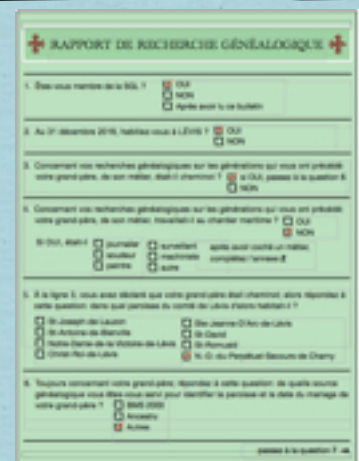 RAPPORT DE RECHERCHE GÉNÉALOGIQUE
1. Êtes vous membre de la SGL ? OUI
NON
Après avoir lu ce bulletin
2. Au 31 décembre 2016, habitiez vous à LÉVIS ? OUI
NON
3. Concernant vos recherches généalogiques sur les générations qui vous ont précédé
votre grand-père, de son métier, était-il cheminot ? si OUI, passez à la question 5
NON
4. Concernant vos recherches généalogiques sur les générations qui vous ont précédé
votre grand-père, de son métier, travaillait-il au chantier maritime ? OUI
NON
Si OUI, était-il journalier surveillant après avoir coché un métier,
soudeur machiniste complétez l'annexe
peintre autre
5. À la ligne 3, vous avez déclaré que votre grand-père était cheminot, alors répondez à
cette question: dans quel paroisse du comté de Lévis d'alors habitait-il ?
St-Joseph de Lauzon Ste-Jeanne D'Arc de Lévis
St-Antoine de Bienville St-David
Notre-Dame de la Victoire de Lévis St-Romuald
Christ-Roi de Lévis N. D. du Perpétuel Secours de Charny
6. Toujours concernant votre grand-père, répondez à cette question: de quelle source
généalogique vous êtes-vous servi pour identifier la paroisse et la date du mariage de
votre grand-père ? BMS 2000
Ancestry
Autres
passez à la question 7